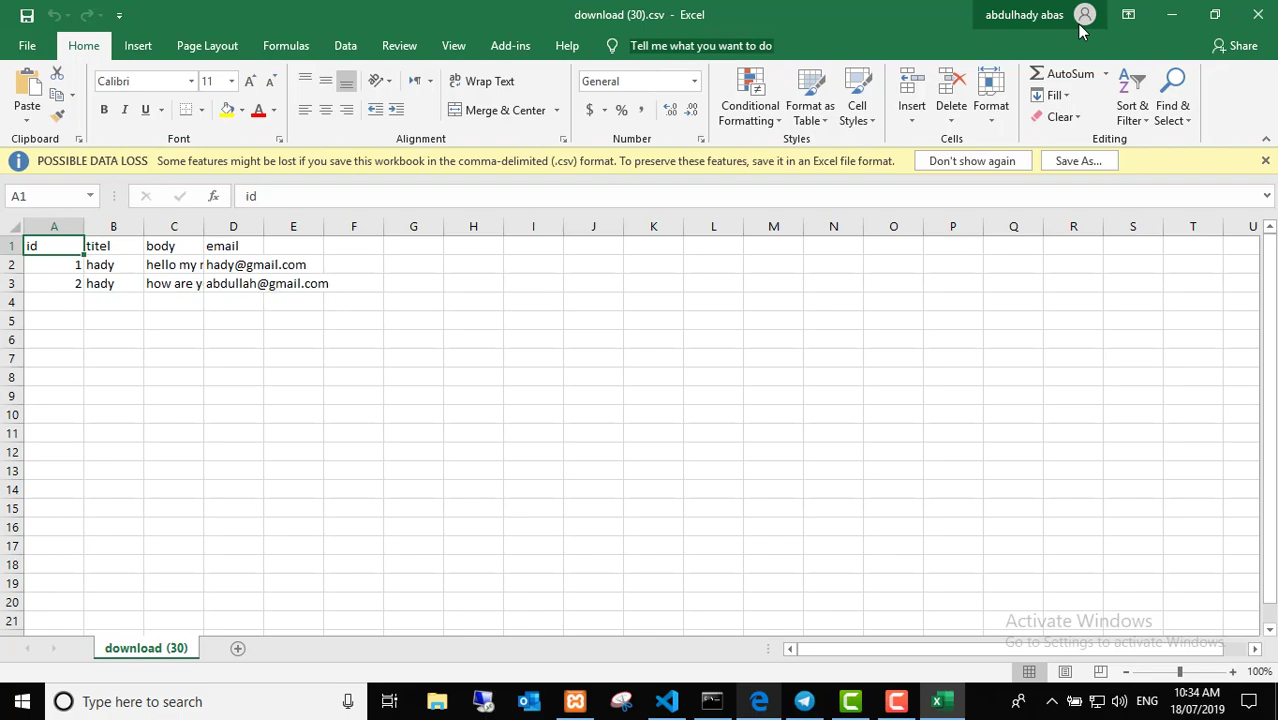 download (30).csv - Excel
abdulhady abas
File Home Insert Page Layout Formulas Data Review View Add-ins Help Tell me what you want to do Share
Paste
Clipboard
Calibri 11
B I U
Font
Wrap Text
Merge & Center
Alignment
General
$ % ,
Number
Conditional Formatting
Format as Table
Cell Styles
Styles
Insert Delete Format
Cells
AutoSum
Fill
Clear
Sort & Filter
Find & Select
Editing
POSSIBLE DATA LOSS Some features might be lost if you save this workbook in the comma-delimited (.csv) format. To preserve these features, save it in an Excel file format. Don't show again Save As...
A1 fx id
A B C D E F G H I J K L M N O P Q R S T U
1 id titel body email
2 1 hady hello my hady@gmail.com
3 2 hady how are y abdullah@gmail.com
4
5
6
7
8
9
10
11
12
13
14
15
16
17
18
19
20
21
Activate Windows
Go to Settings to activate Windows.
download (30)
100%
Type here to search
ENG
10:34 AM
18/07/2019